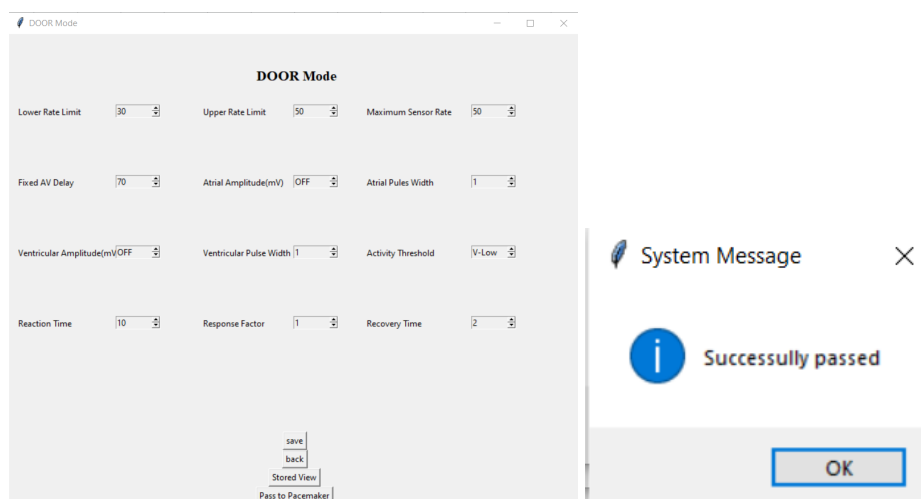 DOOR Mode
DOOR Mode
Lower Rate Limit 30 Upper Rate Limit 50 Maximum Sensor Rate 50
Fixed AV Delay 70 Atrial Amplitude(mV) OFF Atrial Pules Width 1
Ventricular Amplitude(mV OFF Ventricular Pulse Width 1 Activity Threshold V-Low
Reaction Time 10 Response Factor 1 Recovery Time 2
save
back
Stored View
Pass to Pacemaker
System Message
Successully passed
OK